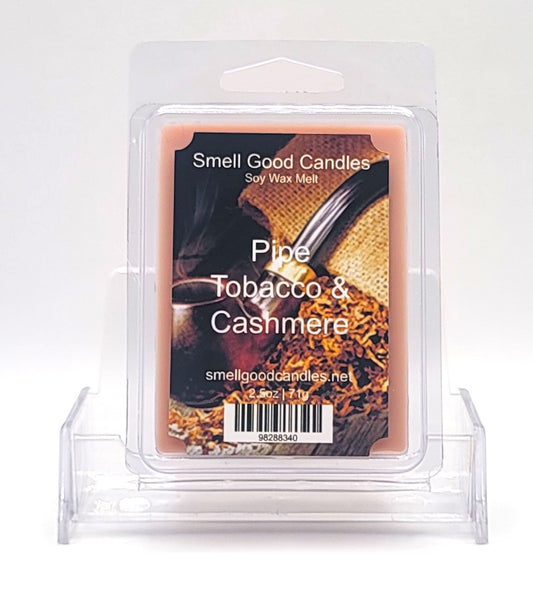 Smell Good Candles
Soy Wax Melt
Pipe
Tobacco &
Cashmere
smellgoodcandles.net
2.5oz | 71g
98288340